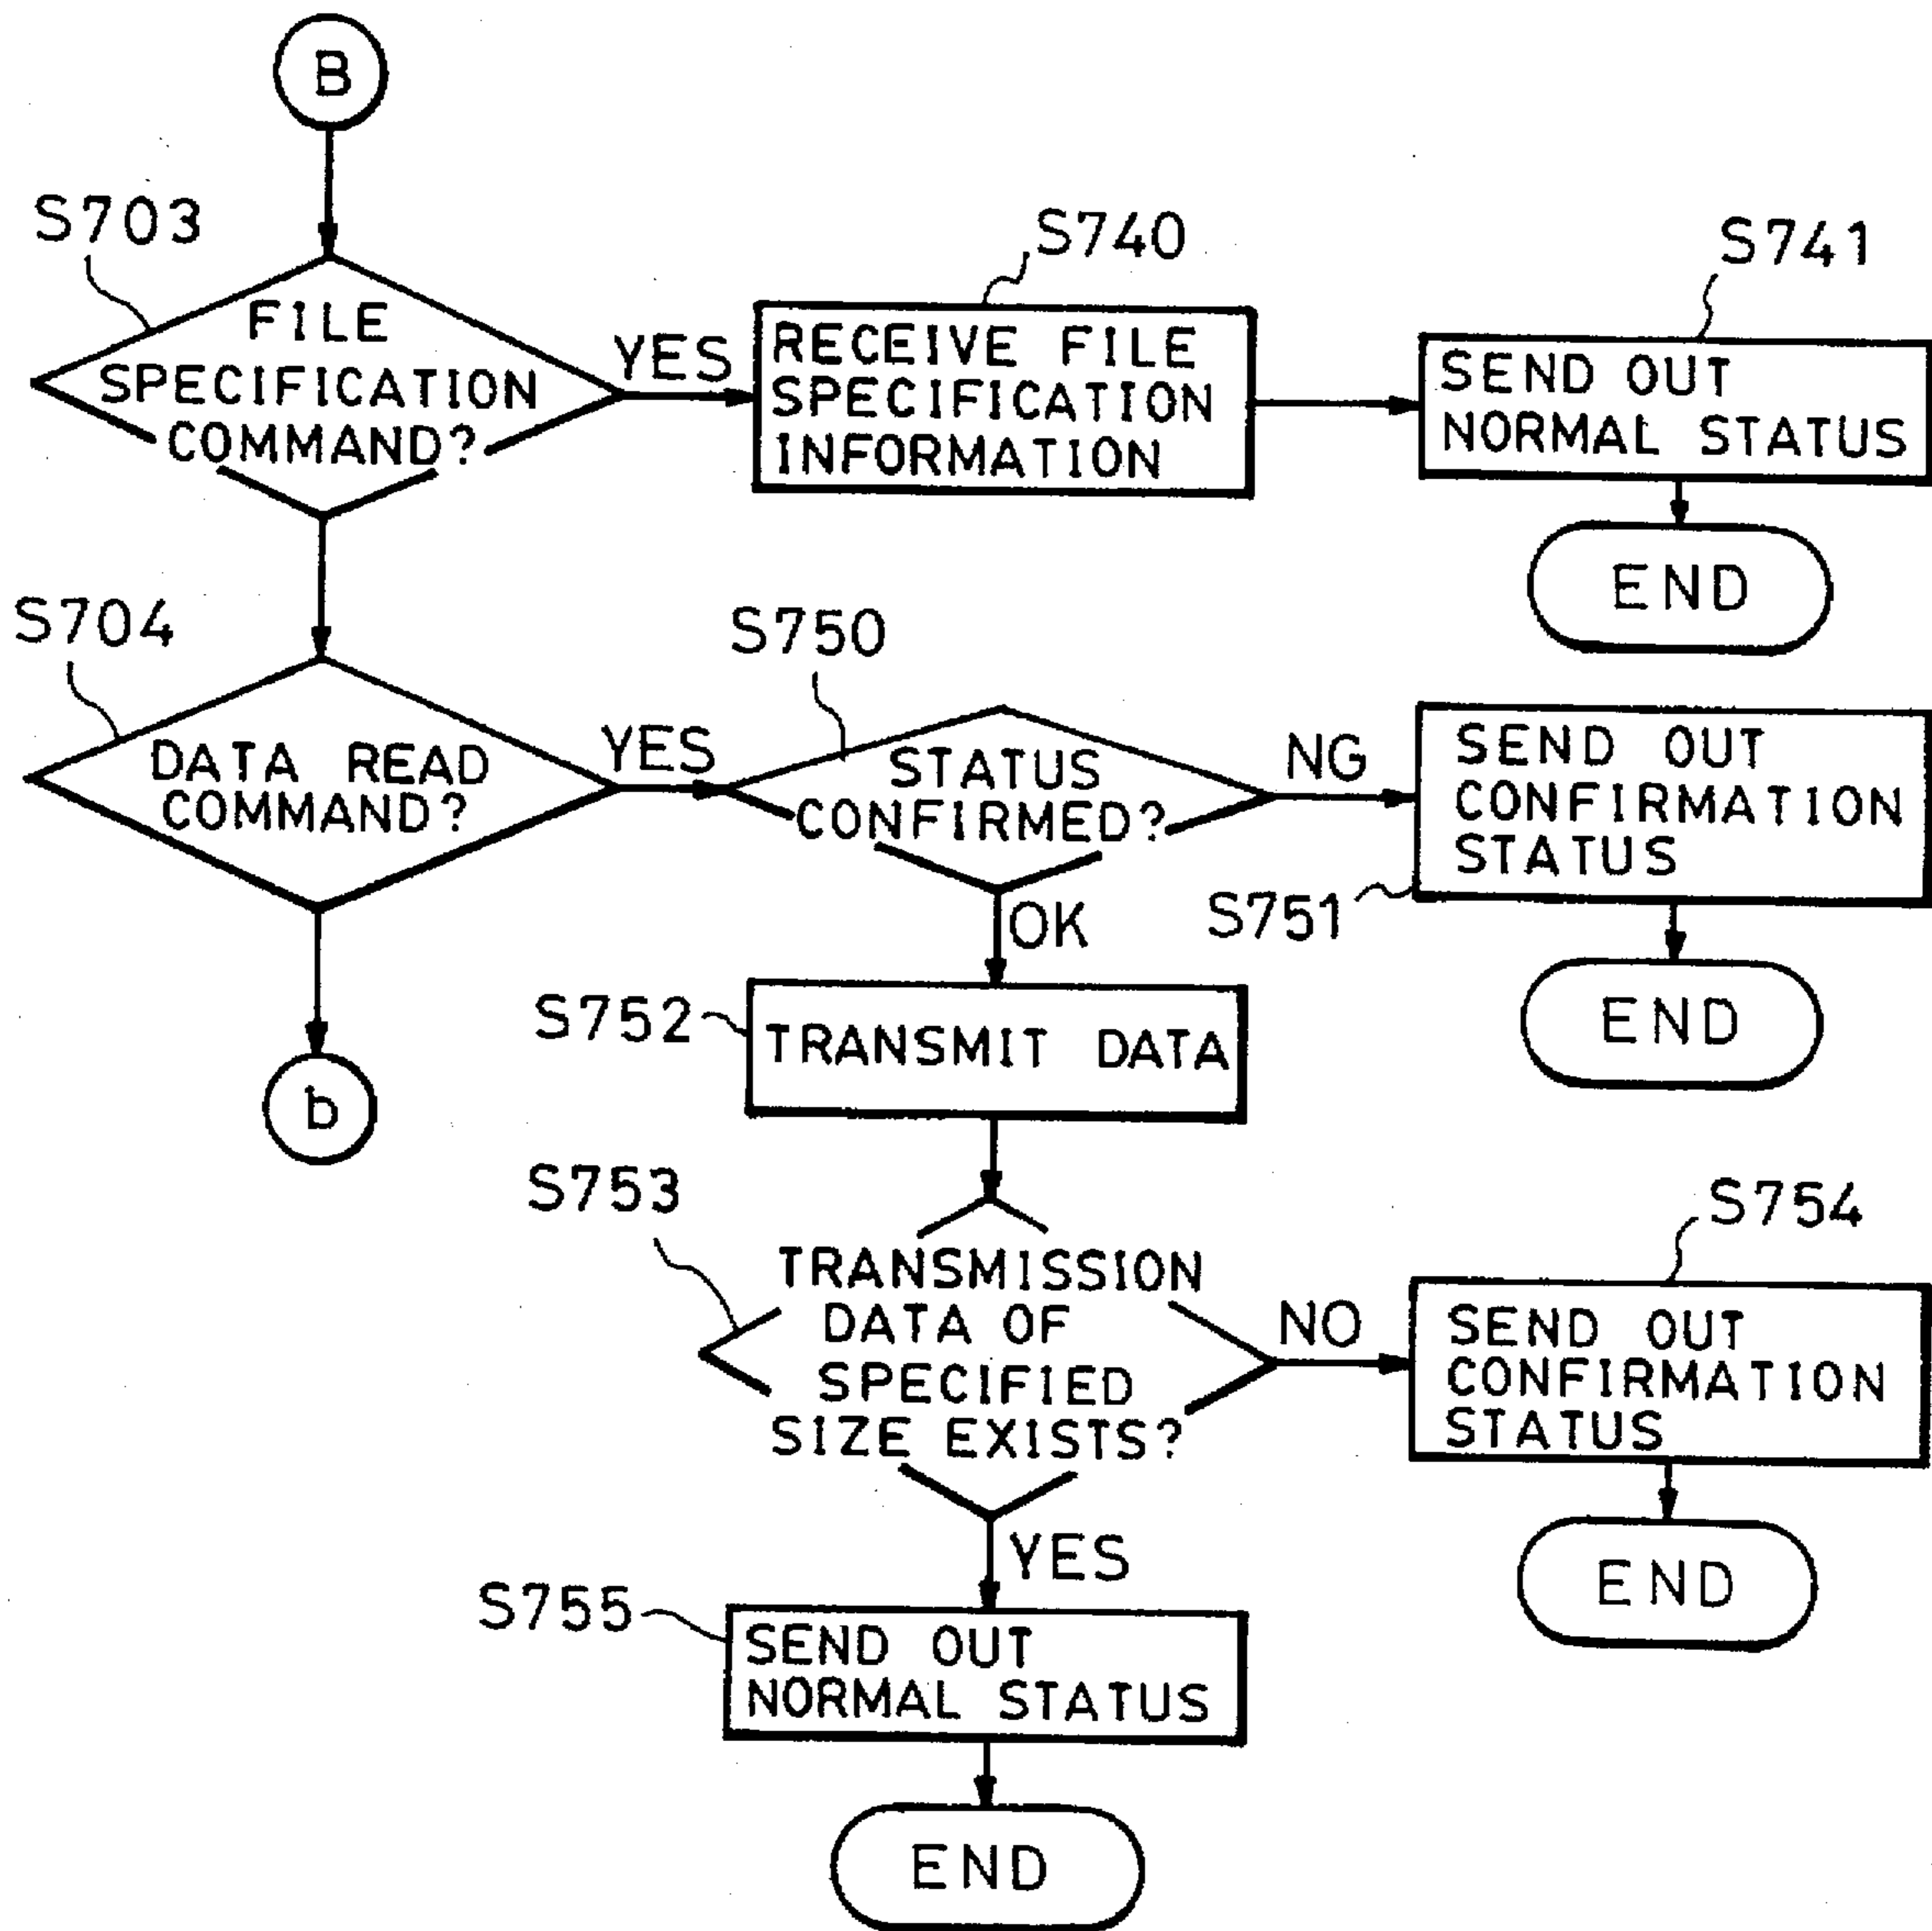 B
S703
FILE
SPECIFICATION
COMMAND?
YES
S740
RECEIVE FILE
SPECIFICATION
INFORMATION
S741
SEND OUT
NORMAL STATUS
END
S704
DATA READ
COMMAND?
YES
S750
STATUS
CONFIRMED?
NG
SEND OUT
CONFIRMATION
STATUS
S751
END
OK
b
S752
TRANSMIT DATA
S753
TRANSMISSION
DATA OF
SPECIFIED
SIZE EXISTS?
NO
S754
SEND OUT
CONFIRMATION
STATUS
END
YES
S755
SEND OUT
NORMAL STATUS
END